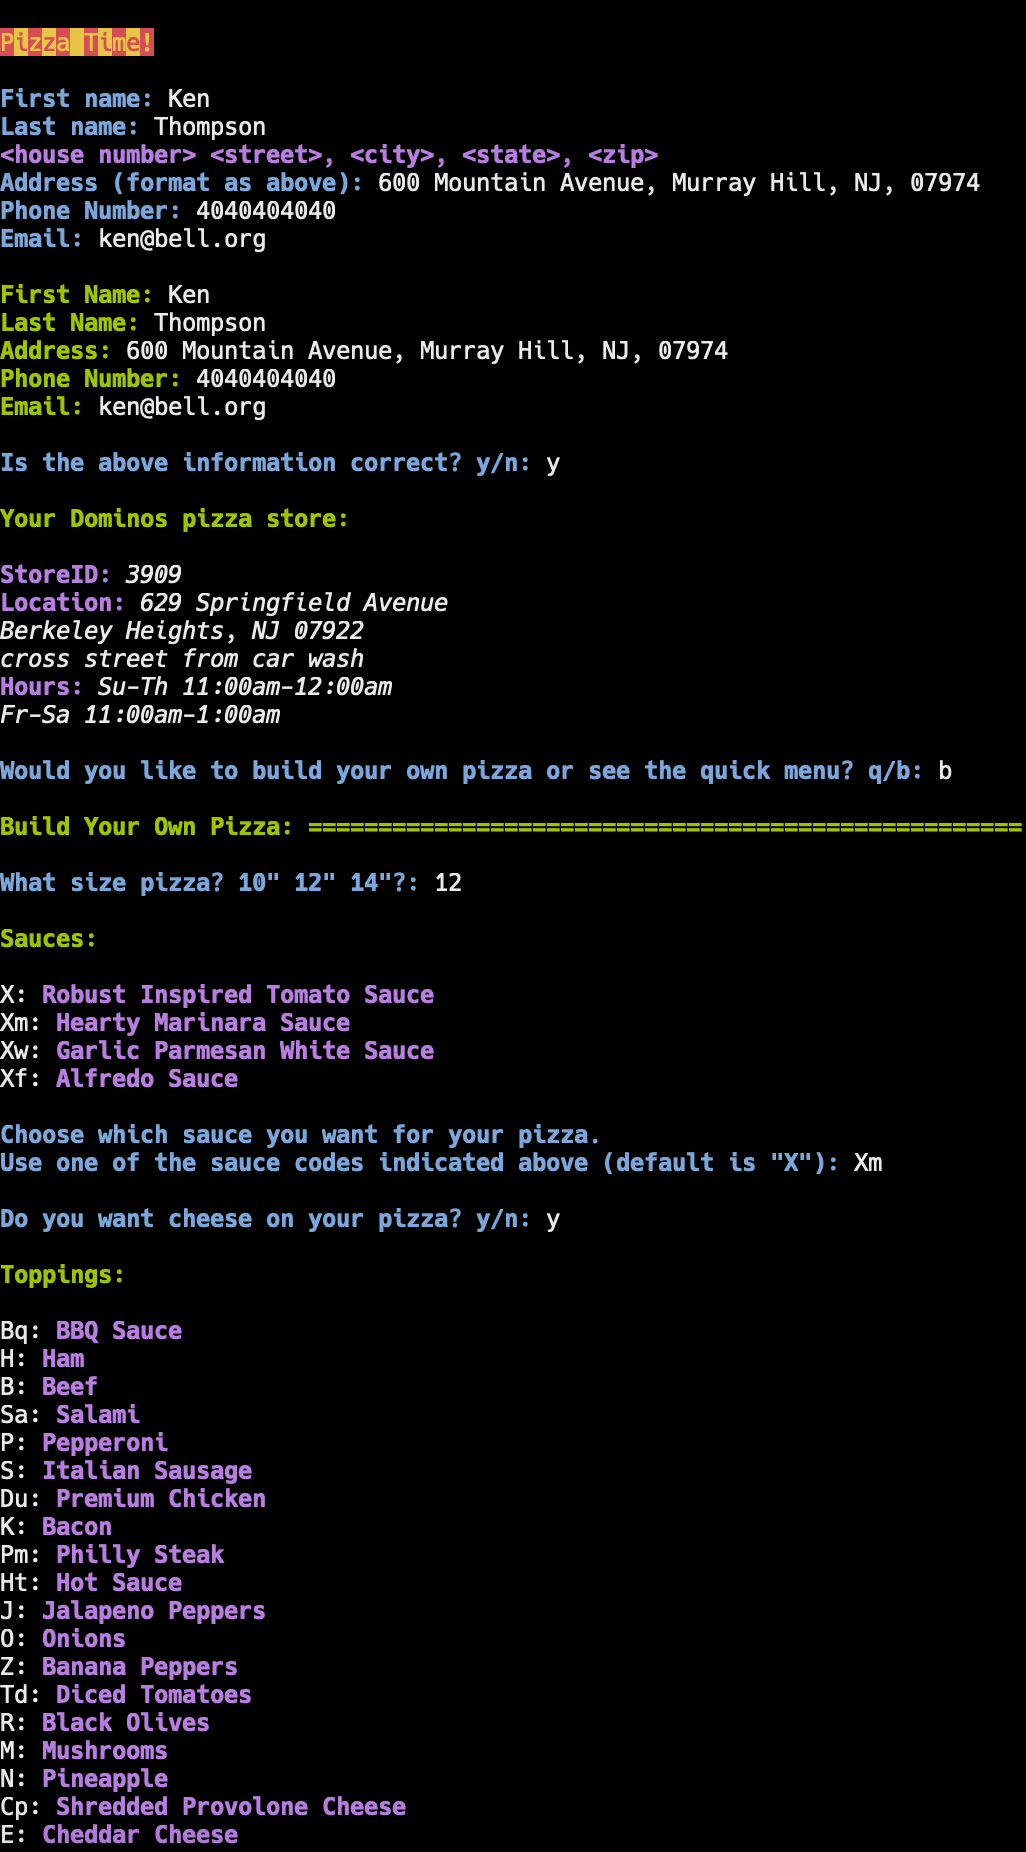 Pizza Time!
First name: Ken
Last name: Thompson
<house number> <street>, <city>, <state>, <zip>
Address (format as above): 600 Mountain Avenue, Murray Hill, NJ, 07974
Phone Number: 4040404040
Email: ken@bell.org
First Name: Ken
Last Name: Thompson
Address: 600 Mountain Avenue, Murray Hill, NJ, 07974
Phone Number: 4040404040
Email: ken@bell.org
Is the above information correct? y/n: y
Your Dominos pizza store:
StoreID: 3909
Location: 629 Springfield Avenue
Berkeley Heights, NJ 07922
cross street from car wash
Hours: Su-Th 11:00am-12:00am
Fr-Sa 11:00am-1:00am
Would you like to build your own pizza or see the quick menu? q/b: b
Build Your Own Pizza: ===================================================
What size pizza? 10" 12" 14"?: 12
Sauces:
X: Robust Inspired Tomato Sauce
Xm: Hearty Marinara Sauce
Xw: Garlic Parmesan White Sauce
Xf: Alfredo Sauce
Choose which sauce you want for your pizza.
Use one of the sauce codes indicated above (default is "X"): Xm
Do you want cheese on your pizza? y/n: y
Toppings:
Bq: BBQ Sauce
H: Ham
B: Beef
Sa: Salami
P: Pepperoni
S: Italian Sausage
Du: Premium Chicken
K: Bacon
Pm: Philly Steak
Ht: Hot Sauce
J: Jalapeno Peppers
O: Onions
Z: Banana Peppers
Td: Diced Tomatoes
R: Black Olives
M: Mushrooms
N: Pineapple
Cp: Shredded Provolone Cheese
E: Cheddar Cheese